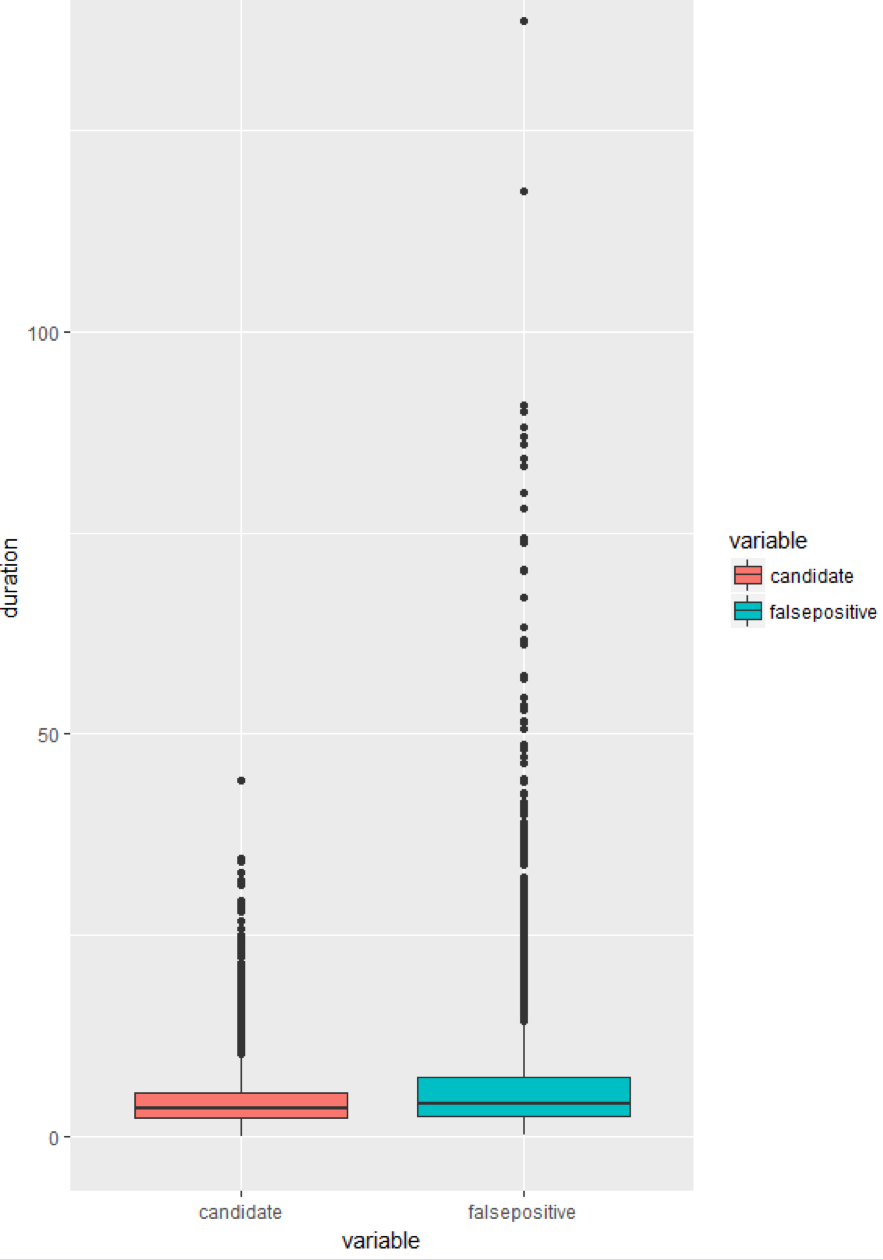 100
50
0
duration
candidate
falsepositive
variable
variable
candidate
falsepositive